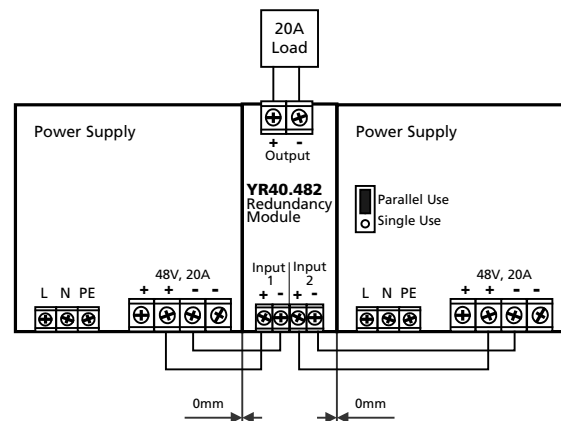 20A
Load
+ -
Output
YR40.482
Redundancy
Module
Input
1
Input
2
+ - + -
Power Supply
48V, 20A
+ + - -
L N PE
Power Supply
Parallel Use
Single Use
48V, 20A
+ + - -
L N PE
0mm
0mm